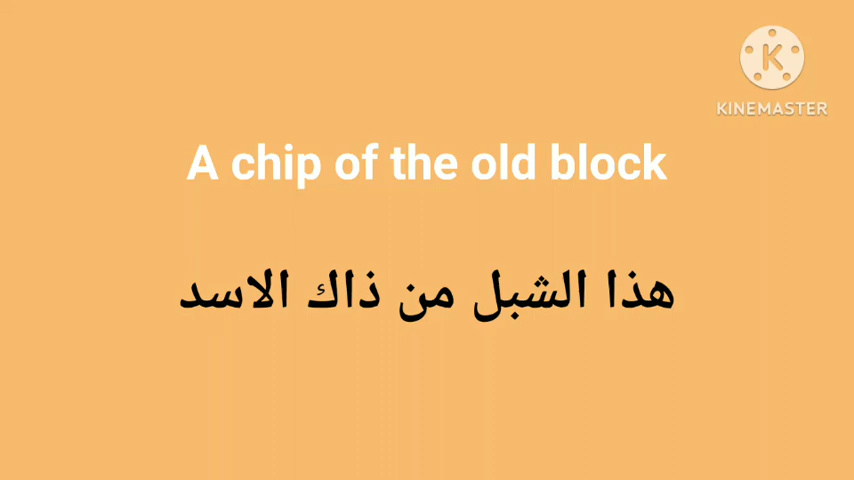 KINEMASTER
A chip of the old block
هذا الشبل من ذاك الاسد